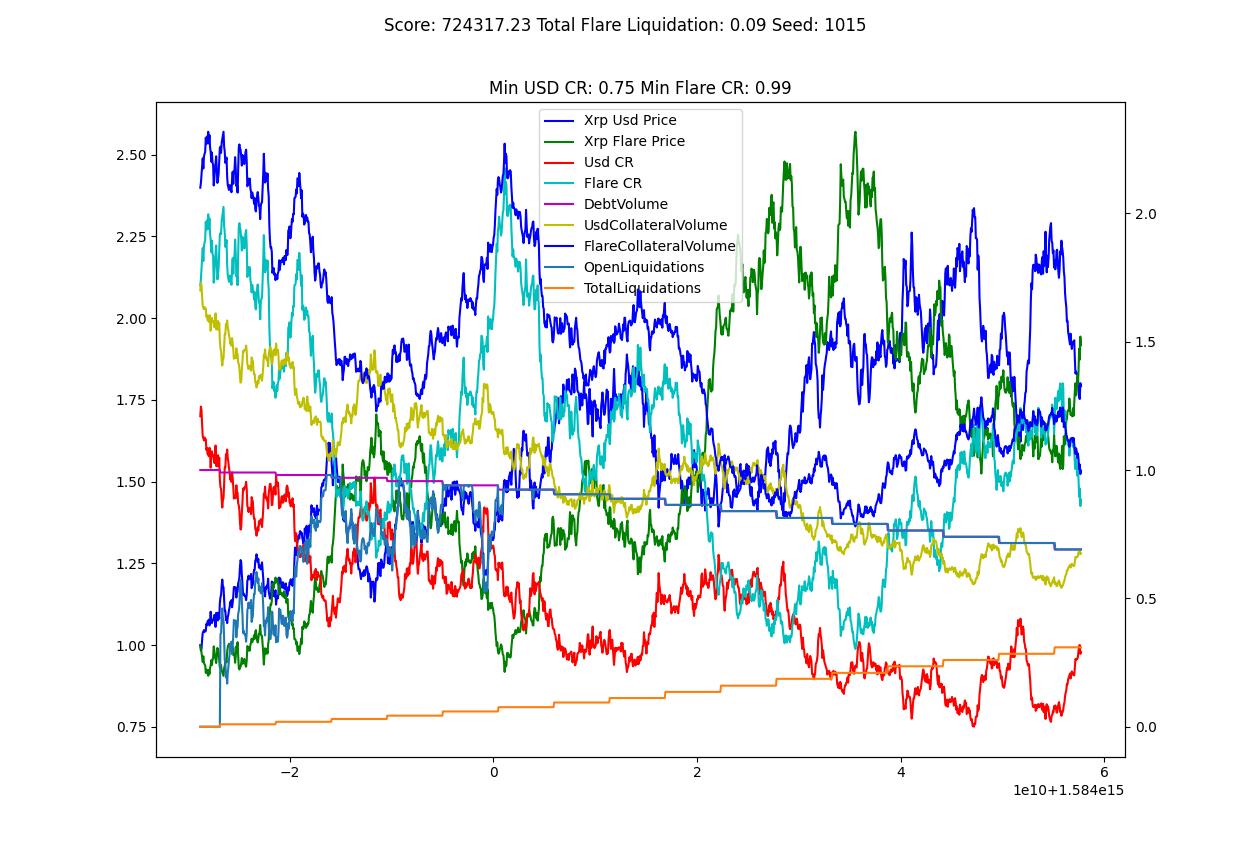 Score: 724317.23 Total Flare Liquidation: 0.09 Seed: 1015
Min USD CR: 0.75 Min Flare CR: 0.99
Xrp Usd Price
Xrp Flare Price
Usd CR
Flare CR
DebtVolume
UsdCollateralVolume
FlareCollateralVolume
OpenLiquidations
TotalLiquidations
2.50
2.25
2.00
1.75
1.50
1.25
1.00
0.75
2.0
1.5
1.0
0.5
0.0
−2
0
2
4
6
1e10+1.584e15